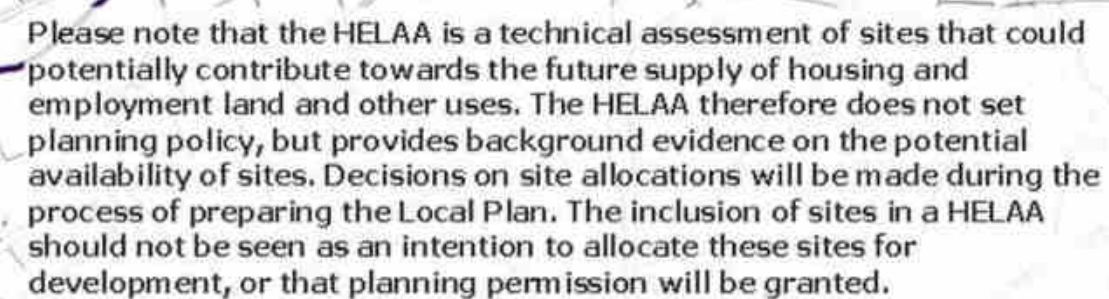 Please note that the HELAA is a technical assessment of sites that could
potentially contribute towards the future supply of housing and
employment land and other uses. The HELAA therefore does not set
planning policy, but provides background evidence on the potential
availability of sites. Decisions on site allocations will be made during the
process of preparing the Local Plan. The inclusion of sites in a HELAA
should not be seen as an intention to allocate these sites for
development, or that planning permission will be granted.